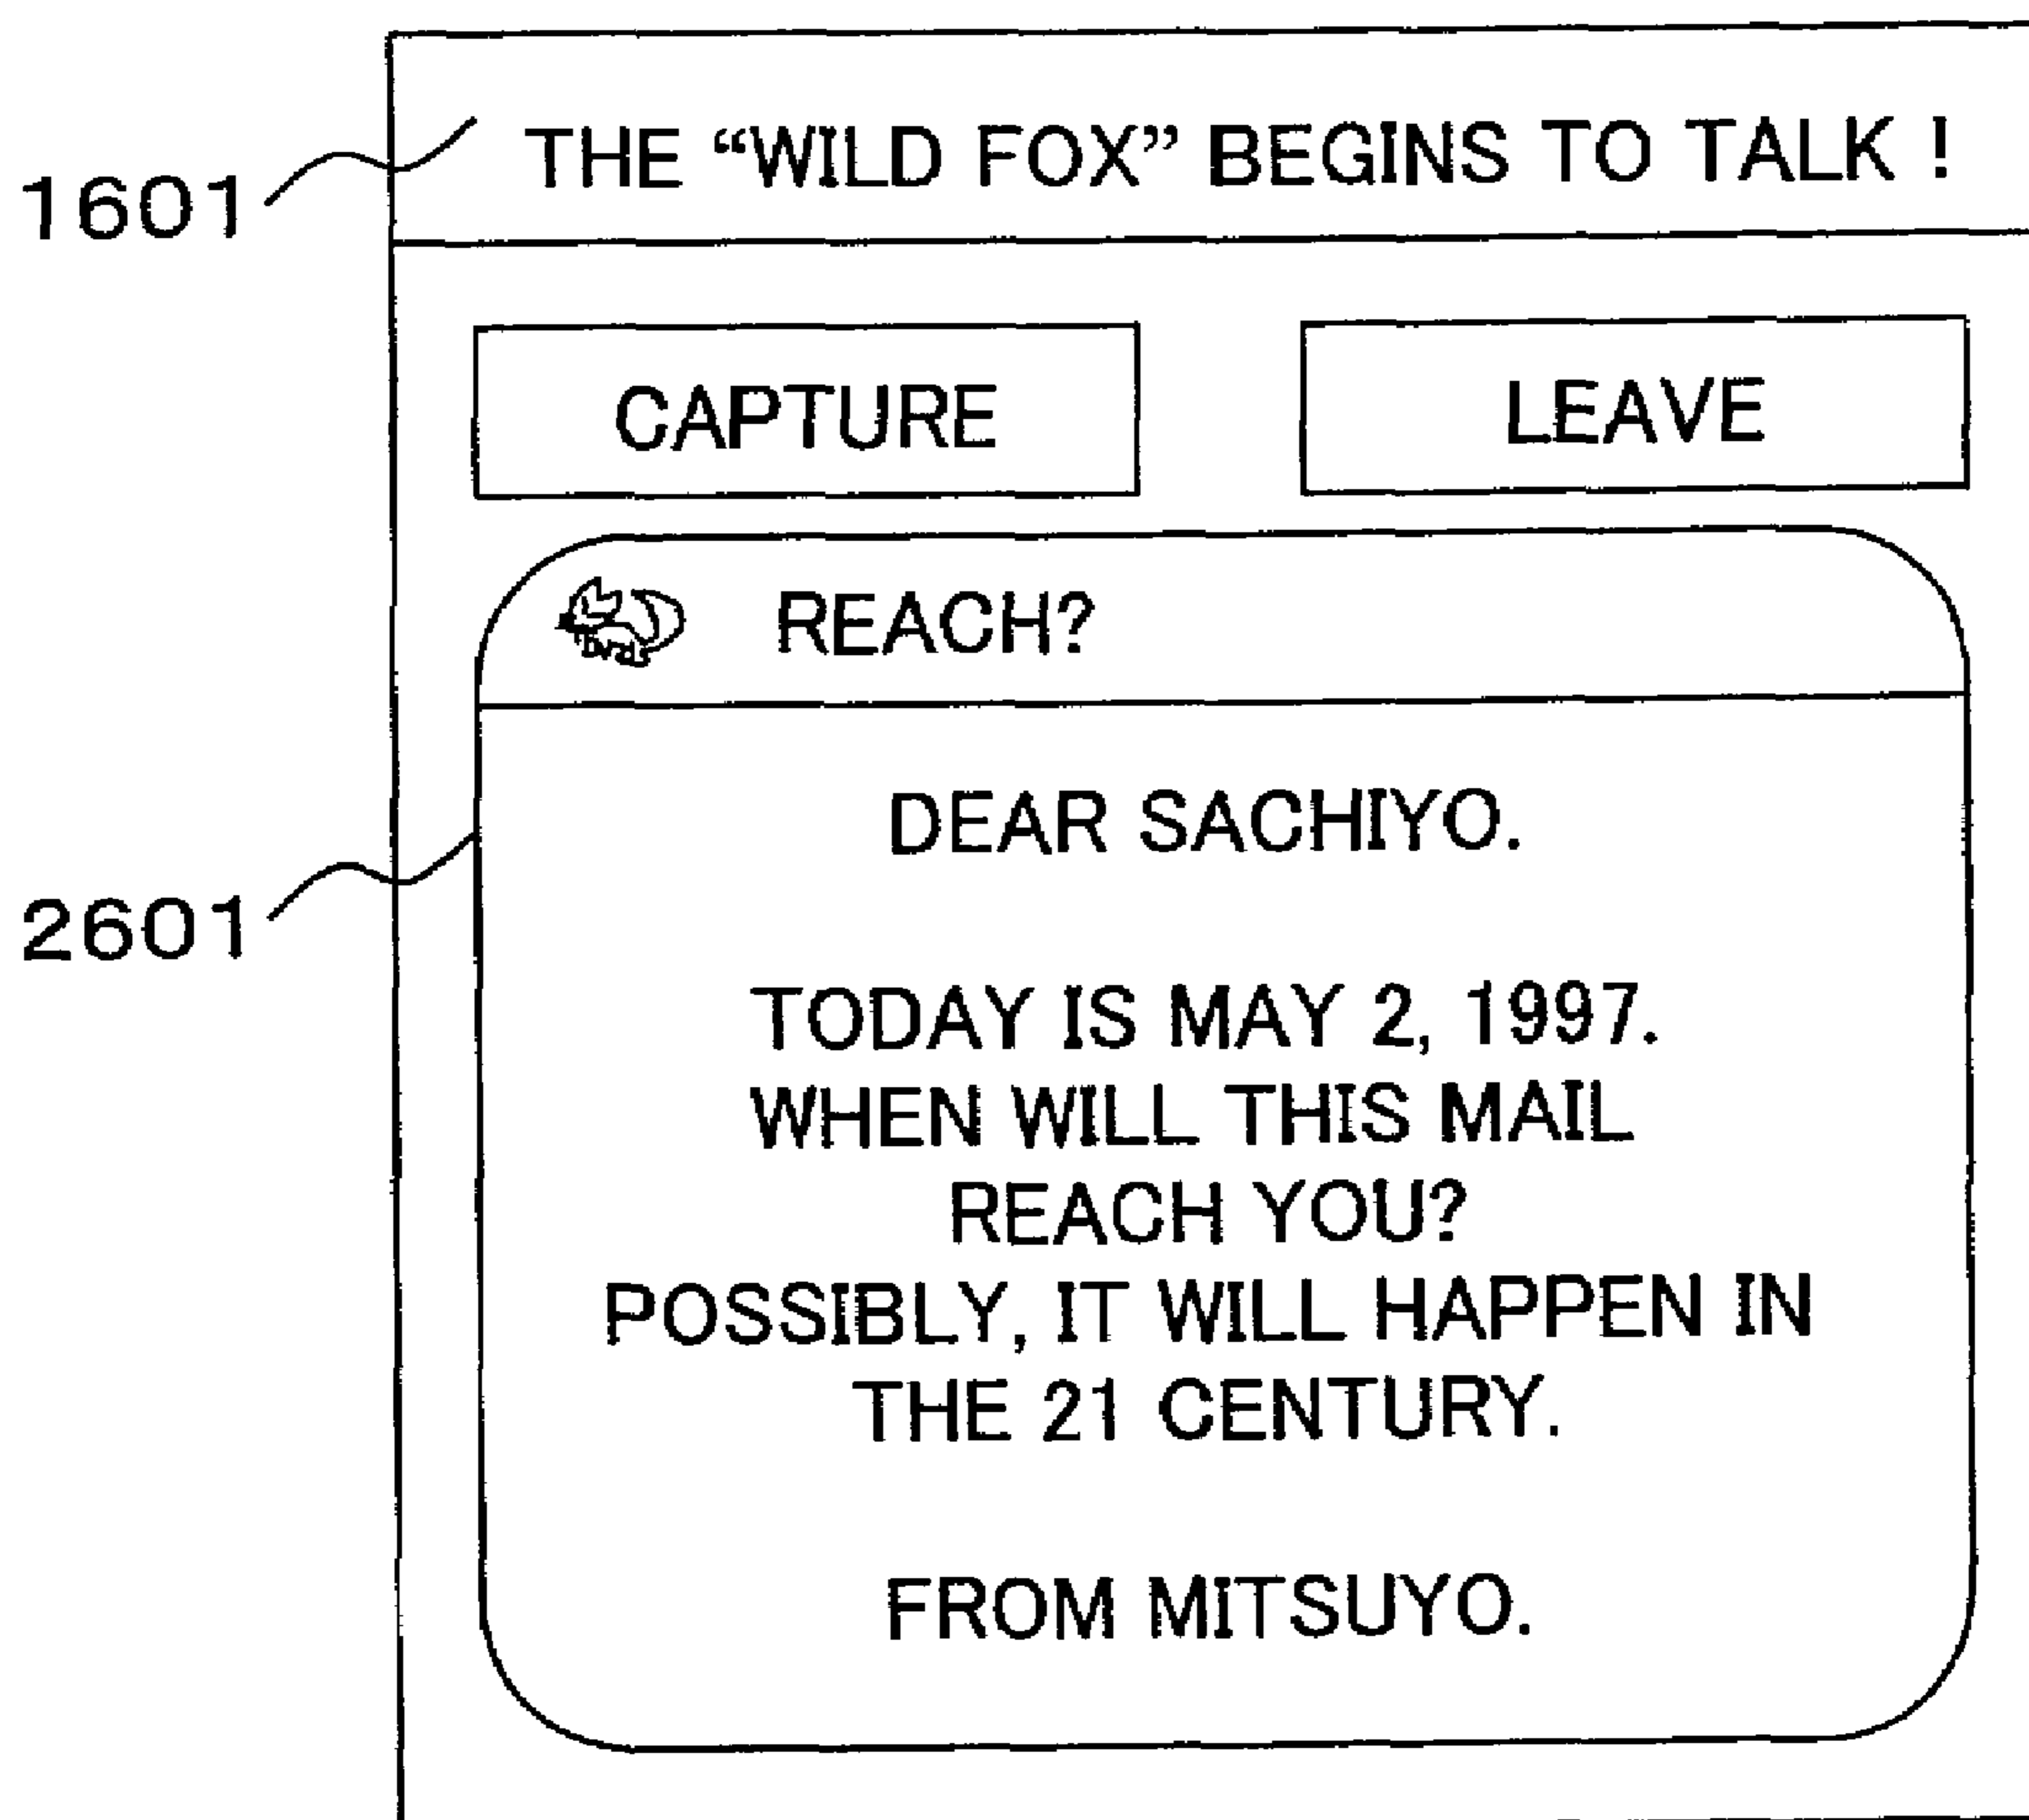 1601
THE “WILD FOX” BEGINS TO TALK !
CAPTURE
LEAVE
REACH?
2601
DEAR SACHIYO.
TODAY IS MAY 2, 1997.
WHEN WILL THIS MAIL
REACH YOU?
POSSIBLY, IT WILL HAPPEN IN
THE 21 CENTURY.
FROM MITSUYO.